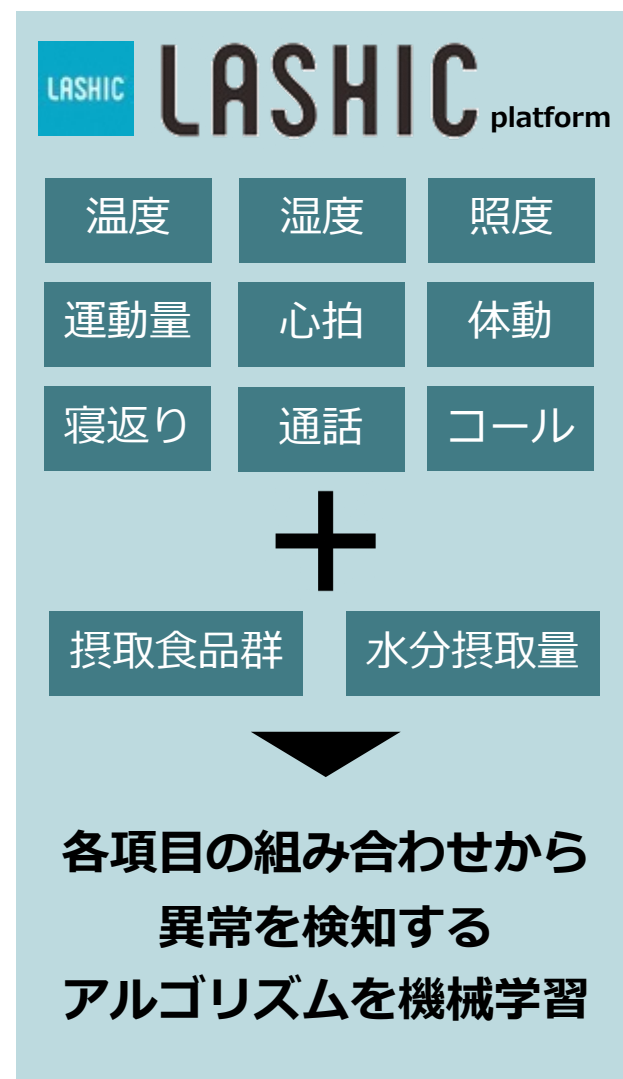 LASHIC LASHIC platform
温度 湿度 照度
運動量 心拍 体動
寝返り 通話 コール
+
摂取食品群 水分摂取量
各項目の組み合わせから
異常を検知する
アルゴリズムを機械学習